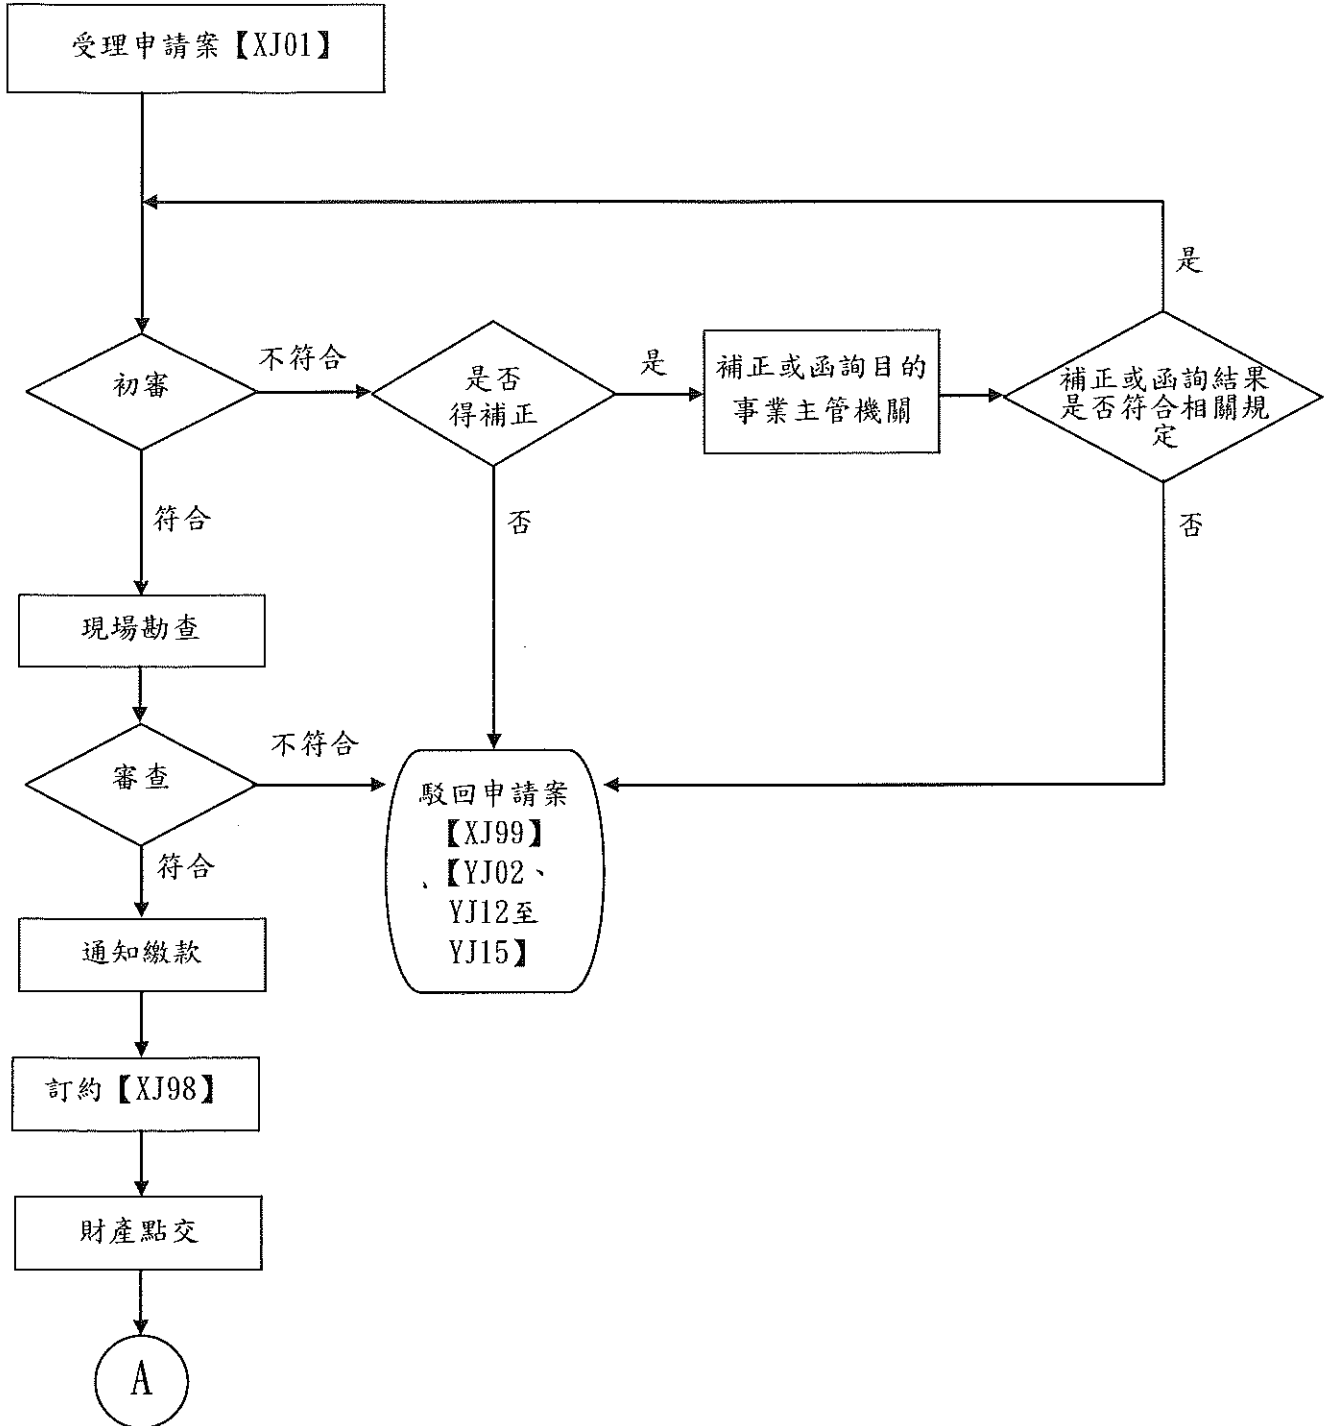 受理申請案【XJ01】
是
初審
不符合
是否
得補正
是
補正或函詢目的
事業主管機關
補正或函詢結果
是否符合相關規
定
符合
否
否
現場勘查
審查
不符合
駁回申請案
【XJ99】
、【YJ02、
YJ12至
YJ15】
符合
通知繳款
訂約【XJ98】
財產點交
A